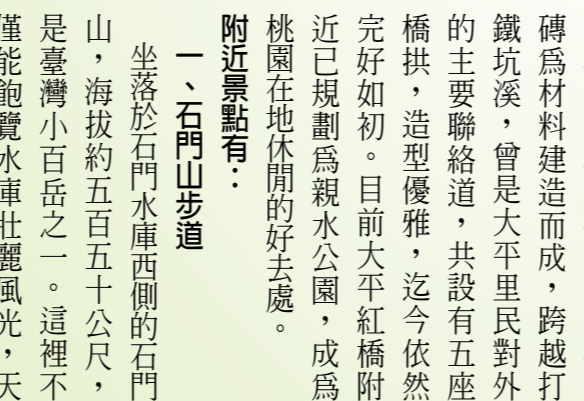 磚為材料建造而成，跨越打
鐵坑溪，曾是大平里民對外
的主要聯絡道，共設有五座
橋拱，造型優雅，迄今依然
完好如初。目前大平紅橋附
近已規劃為親水公園，成為
桃園在地休閒的好去處。
附近景點有：
一、石門山步道
坐落於石門水庫西側的石門
山，海拔約五百五十公尺，
是臺灣小百岳之一。這裡不
僅能飽覽水庫壯麗風光，天